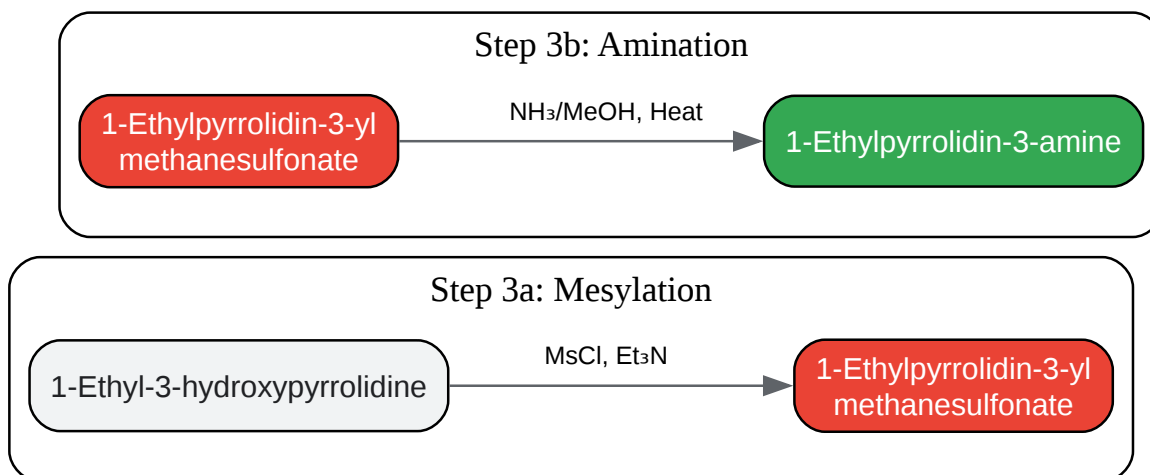 Step 3b: Amination
1-Ethylpyrrolidin-3-yl
methanesulfonate
NH₃/MeOH, Heat
1-Ethylpyrrolidin-3-amine
Step 3a: Mesylation
1-Ethyl-3-hydroxypyrrolidine
MsCl, Et₃N
1-Ethylpyrrolidin-3-yl
methanesulfonate